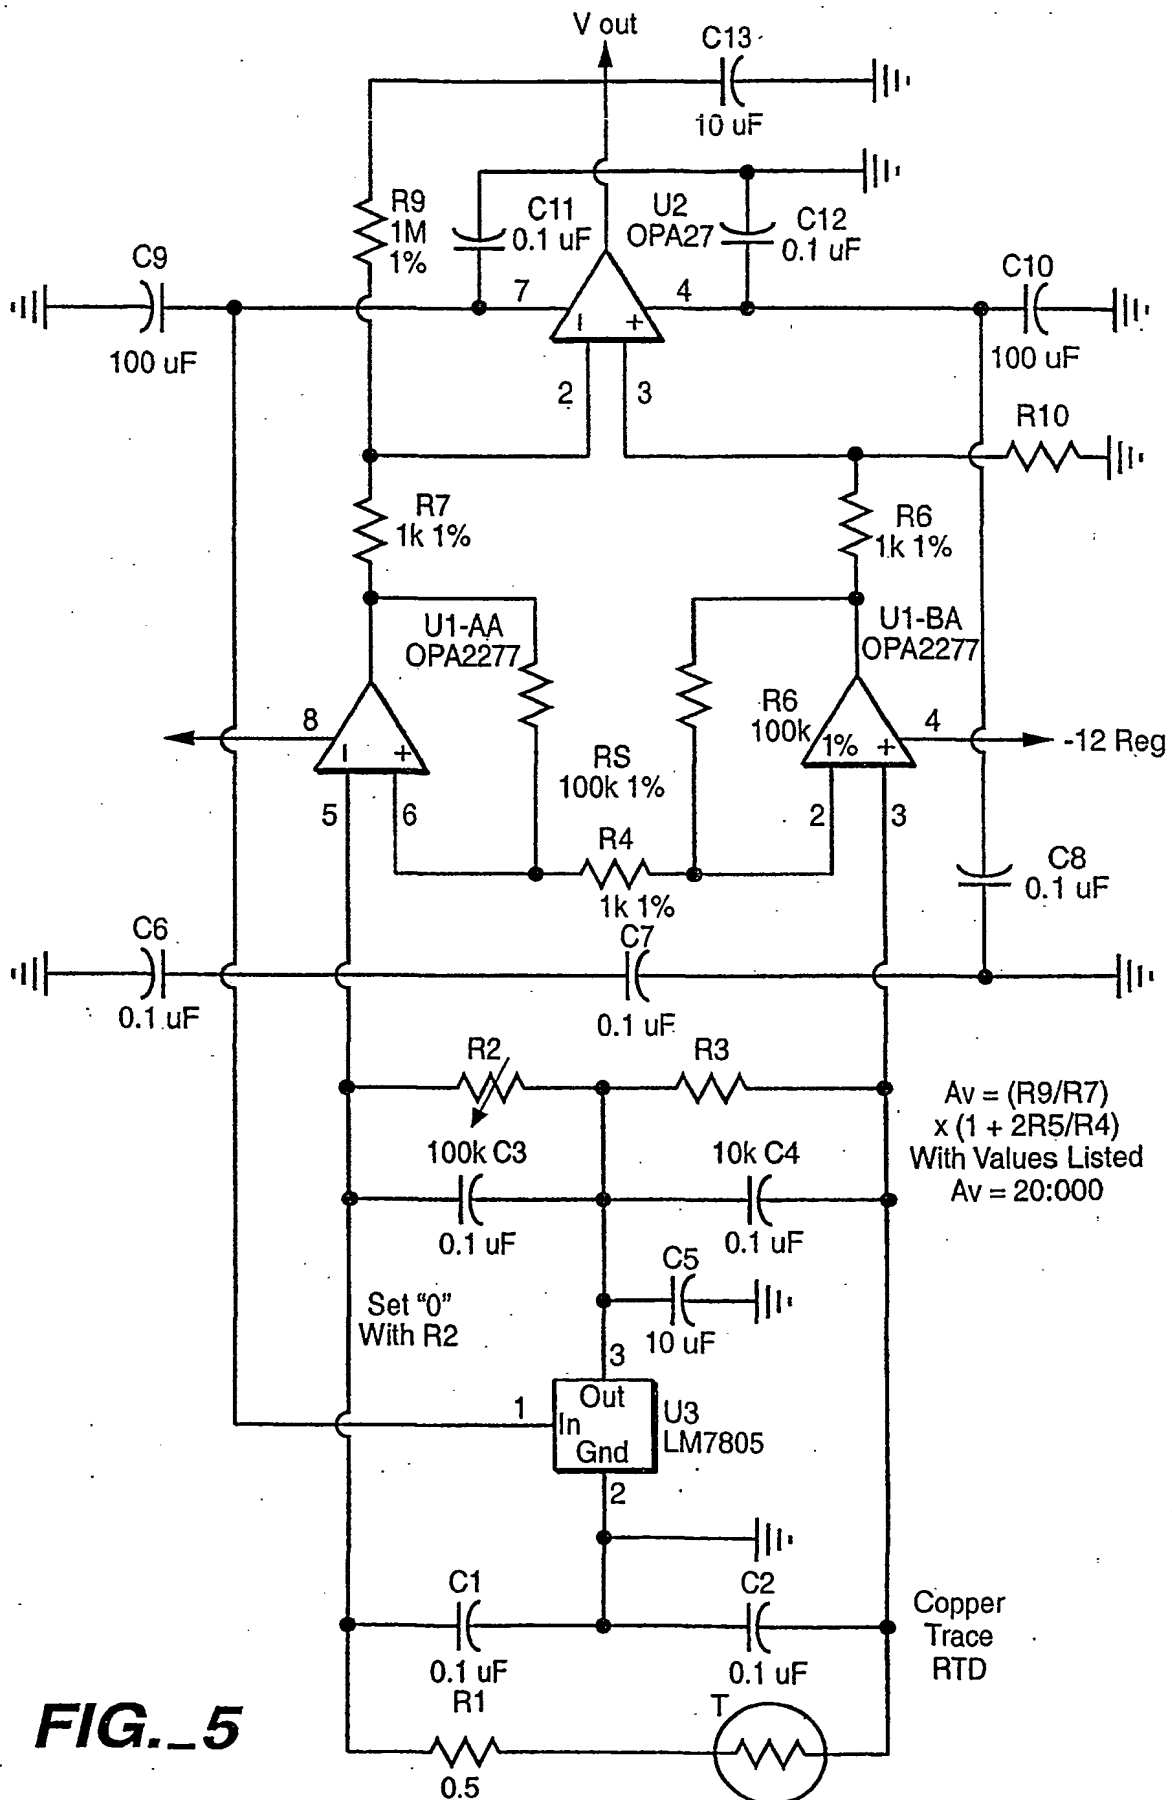 V out
C13
10 uF
R9
1M
1%
C11
0.1 uF
U2
OPA27
C12
0.1 uF
C9
100 uF
7
4
C10
100 uF
2
3
R10
R7
1k 1%
R6
1k 1%
U1-AA
OPA2277
U1-BA
OPA2277
8
R6
100k 1%
4
-12 Reg
RS
100k 1%
5
6
2
3
R4
1k 1%
C8
0.1 uF
C6
0.1 uF
C7
0.1 uF
R2
R3
100k C3
10k C4
0.1 uF
0.1 uF
Av = (R9/R7)
x (1 + 2R5/R4)
With Values Listed
Av = 20:000
C5
10 uF
Set "0"
With R2
3
Out
1
In
Gnd
U3
LM7805
2
C1
0.1 uF
C2
0.1 uF
Copper
Trace
RTD
R1
0.5
T
FIG._5
- +
- +
+